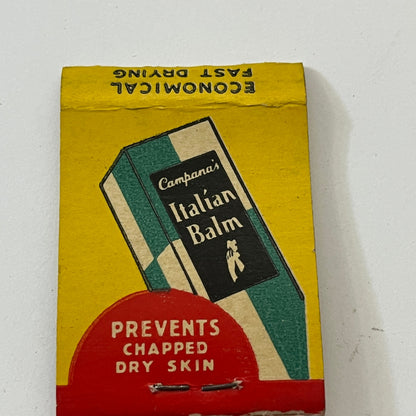 ECONOMICAL
FAST DRYING
Campana's
Italian
Balm
PREVENTS
CHAPPED
DRY SKIN